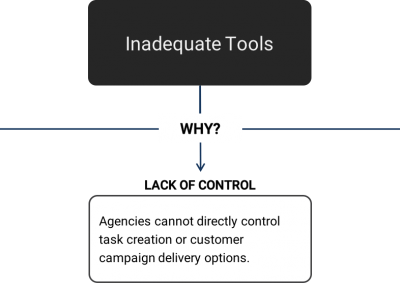 Inadequate Tools
WHY?
LACK OF CONTROL
Agencies cannot directly control
task creation or customer
campaign delivery options.